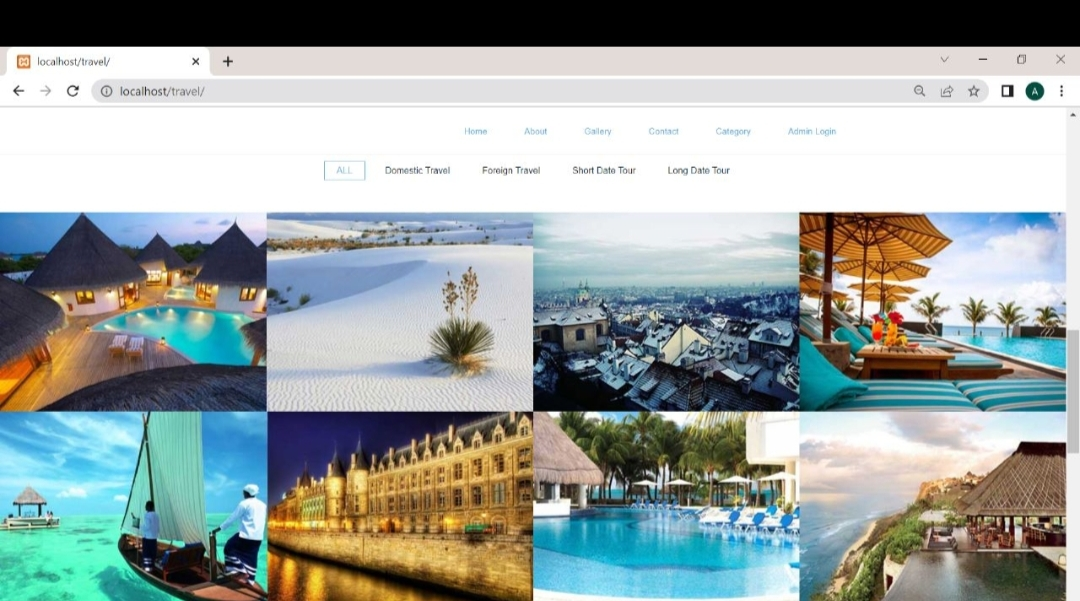 localhost/travel/
localhost/travel/
A
Home About Gallery Contact Category Admin Login
ALL Domestic Travel Foreign Travel Short Date Tour Long Date Tour